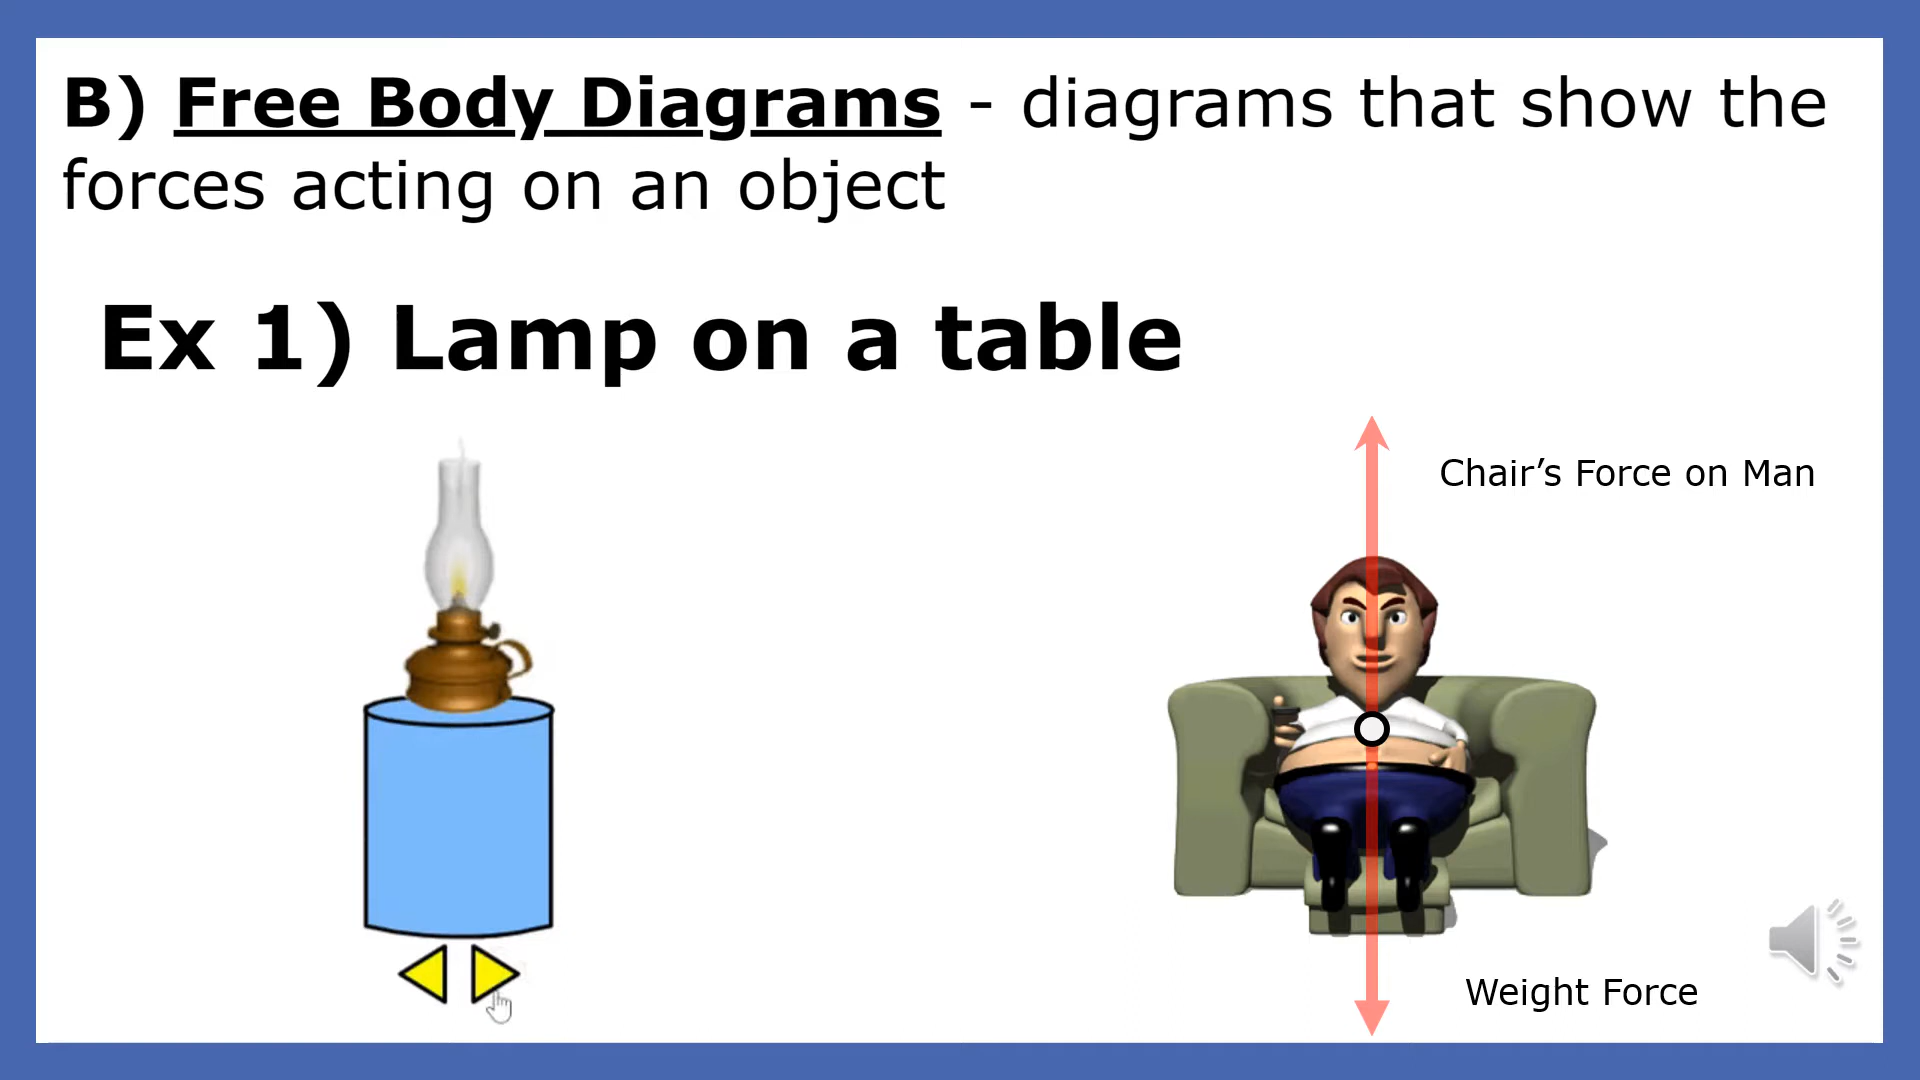 B) Free Body Diagrams - diagrams that show the
forces acting on an object
Ex 1) Lamp on a table
Chair’s Force on Man
Weight Force